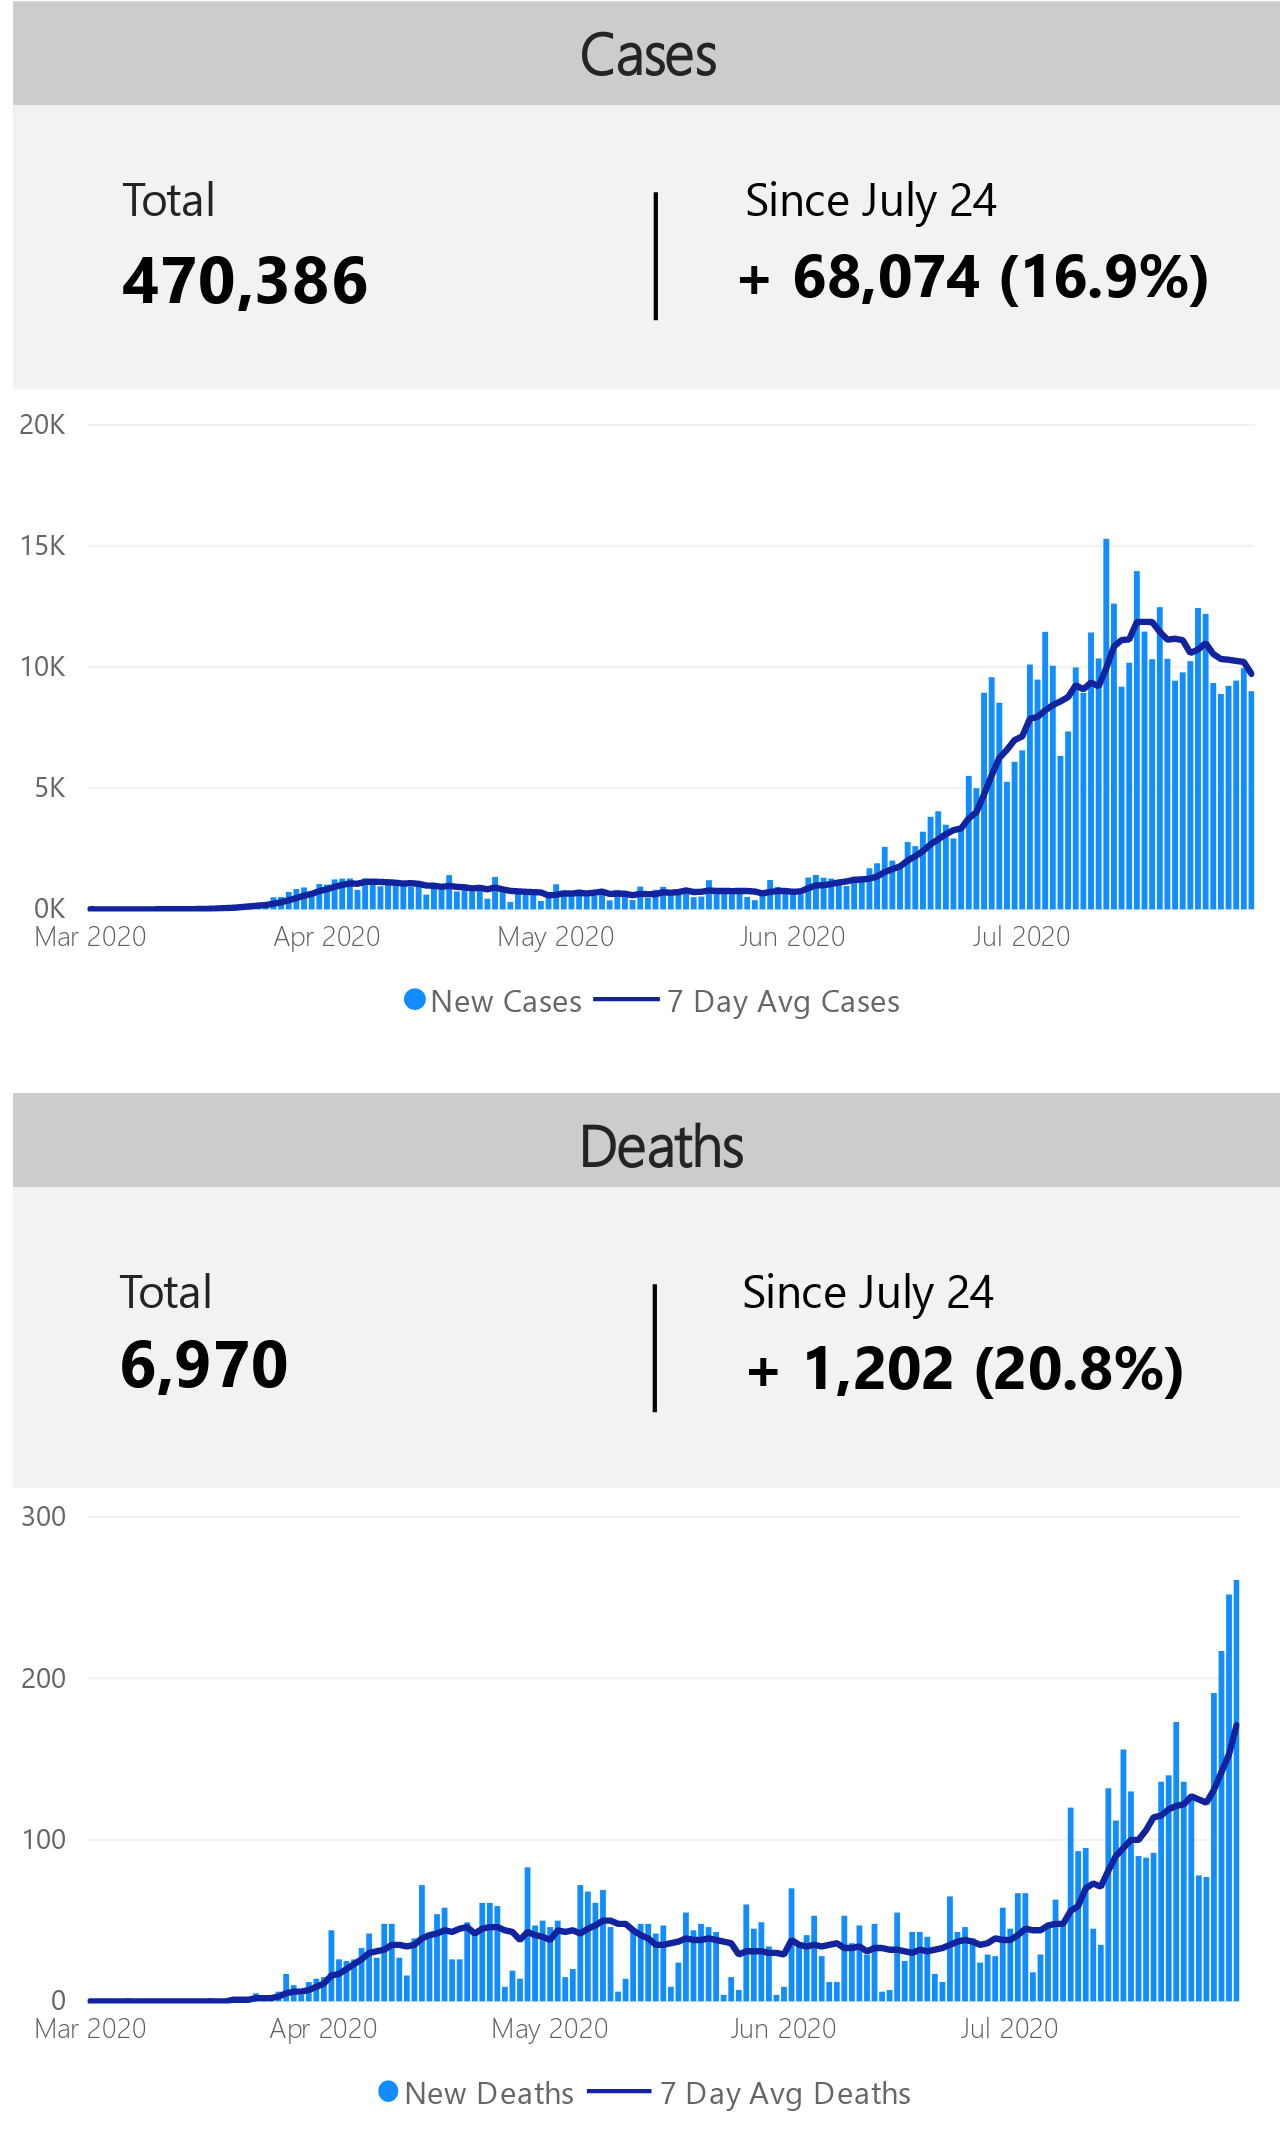 Cases
Total
Since July 24
470,386
+ 68,074 (16.9%)
20K
15K
10K
5K
0K
Mar 2020 Apr 2020 May 2020 Jun 2020 Jul 2020
New Cases 7 Day Avg Cases
Deaths
Total
Since July 24
6,970
+ 1,202 (20.8%)
300
200
100
0
Mar 2020 Apr 2020 May 2020 Jun 2020 Jul 2020
New Deaths 7 Day Avg Deaths